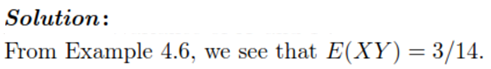 Solution:
From Example 4.6, we see that E(XY) = 3/14.